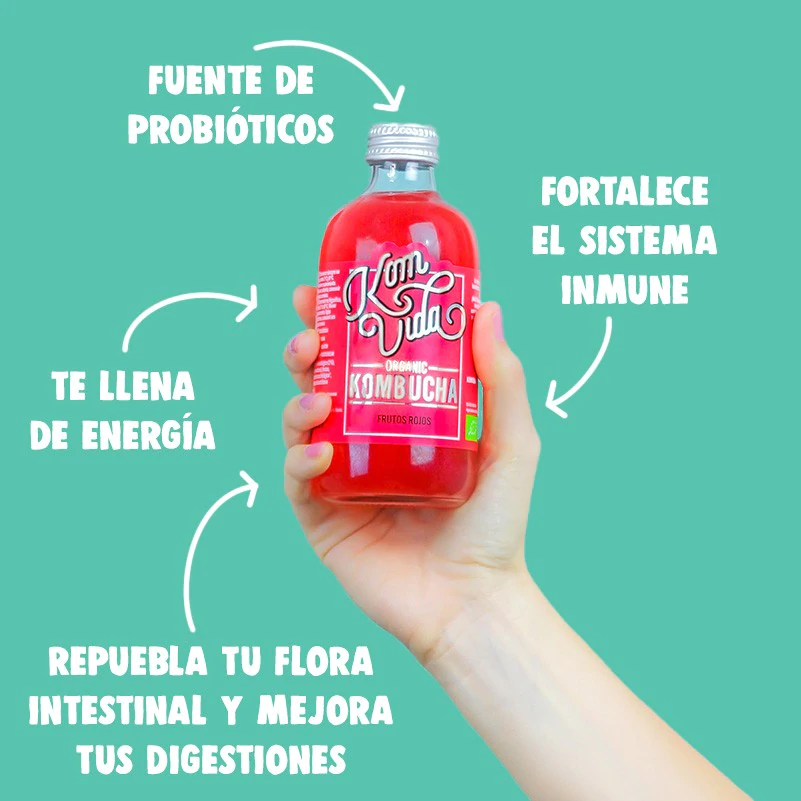 FUENTE DE
PROBIÓTICOS
FORTALECE
EL SISTEMA
INMUNE
Kom
Vida
ORGANIC
KOMBUCHA
FRUTOS ROJOS
TE LLENA
DE ENERGÍA
REPUEBLA TU FLORA
INTESTINAL Y MEJORA
TUS DIGESTIONES